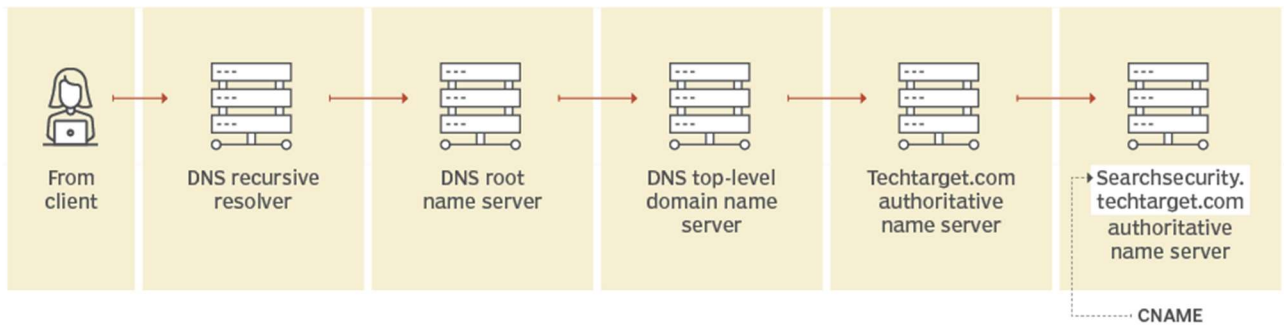 From
client
DNS recursive
resolver
DNS root
name server
DNS top-level
domain name
server
Techtarget.com
authoritative
name server
Searchsecurity.
techtarget.com
authoritative
name server
CNAME